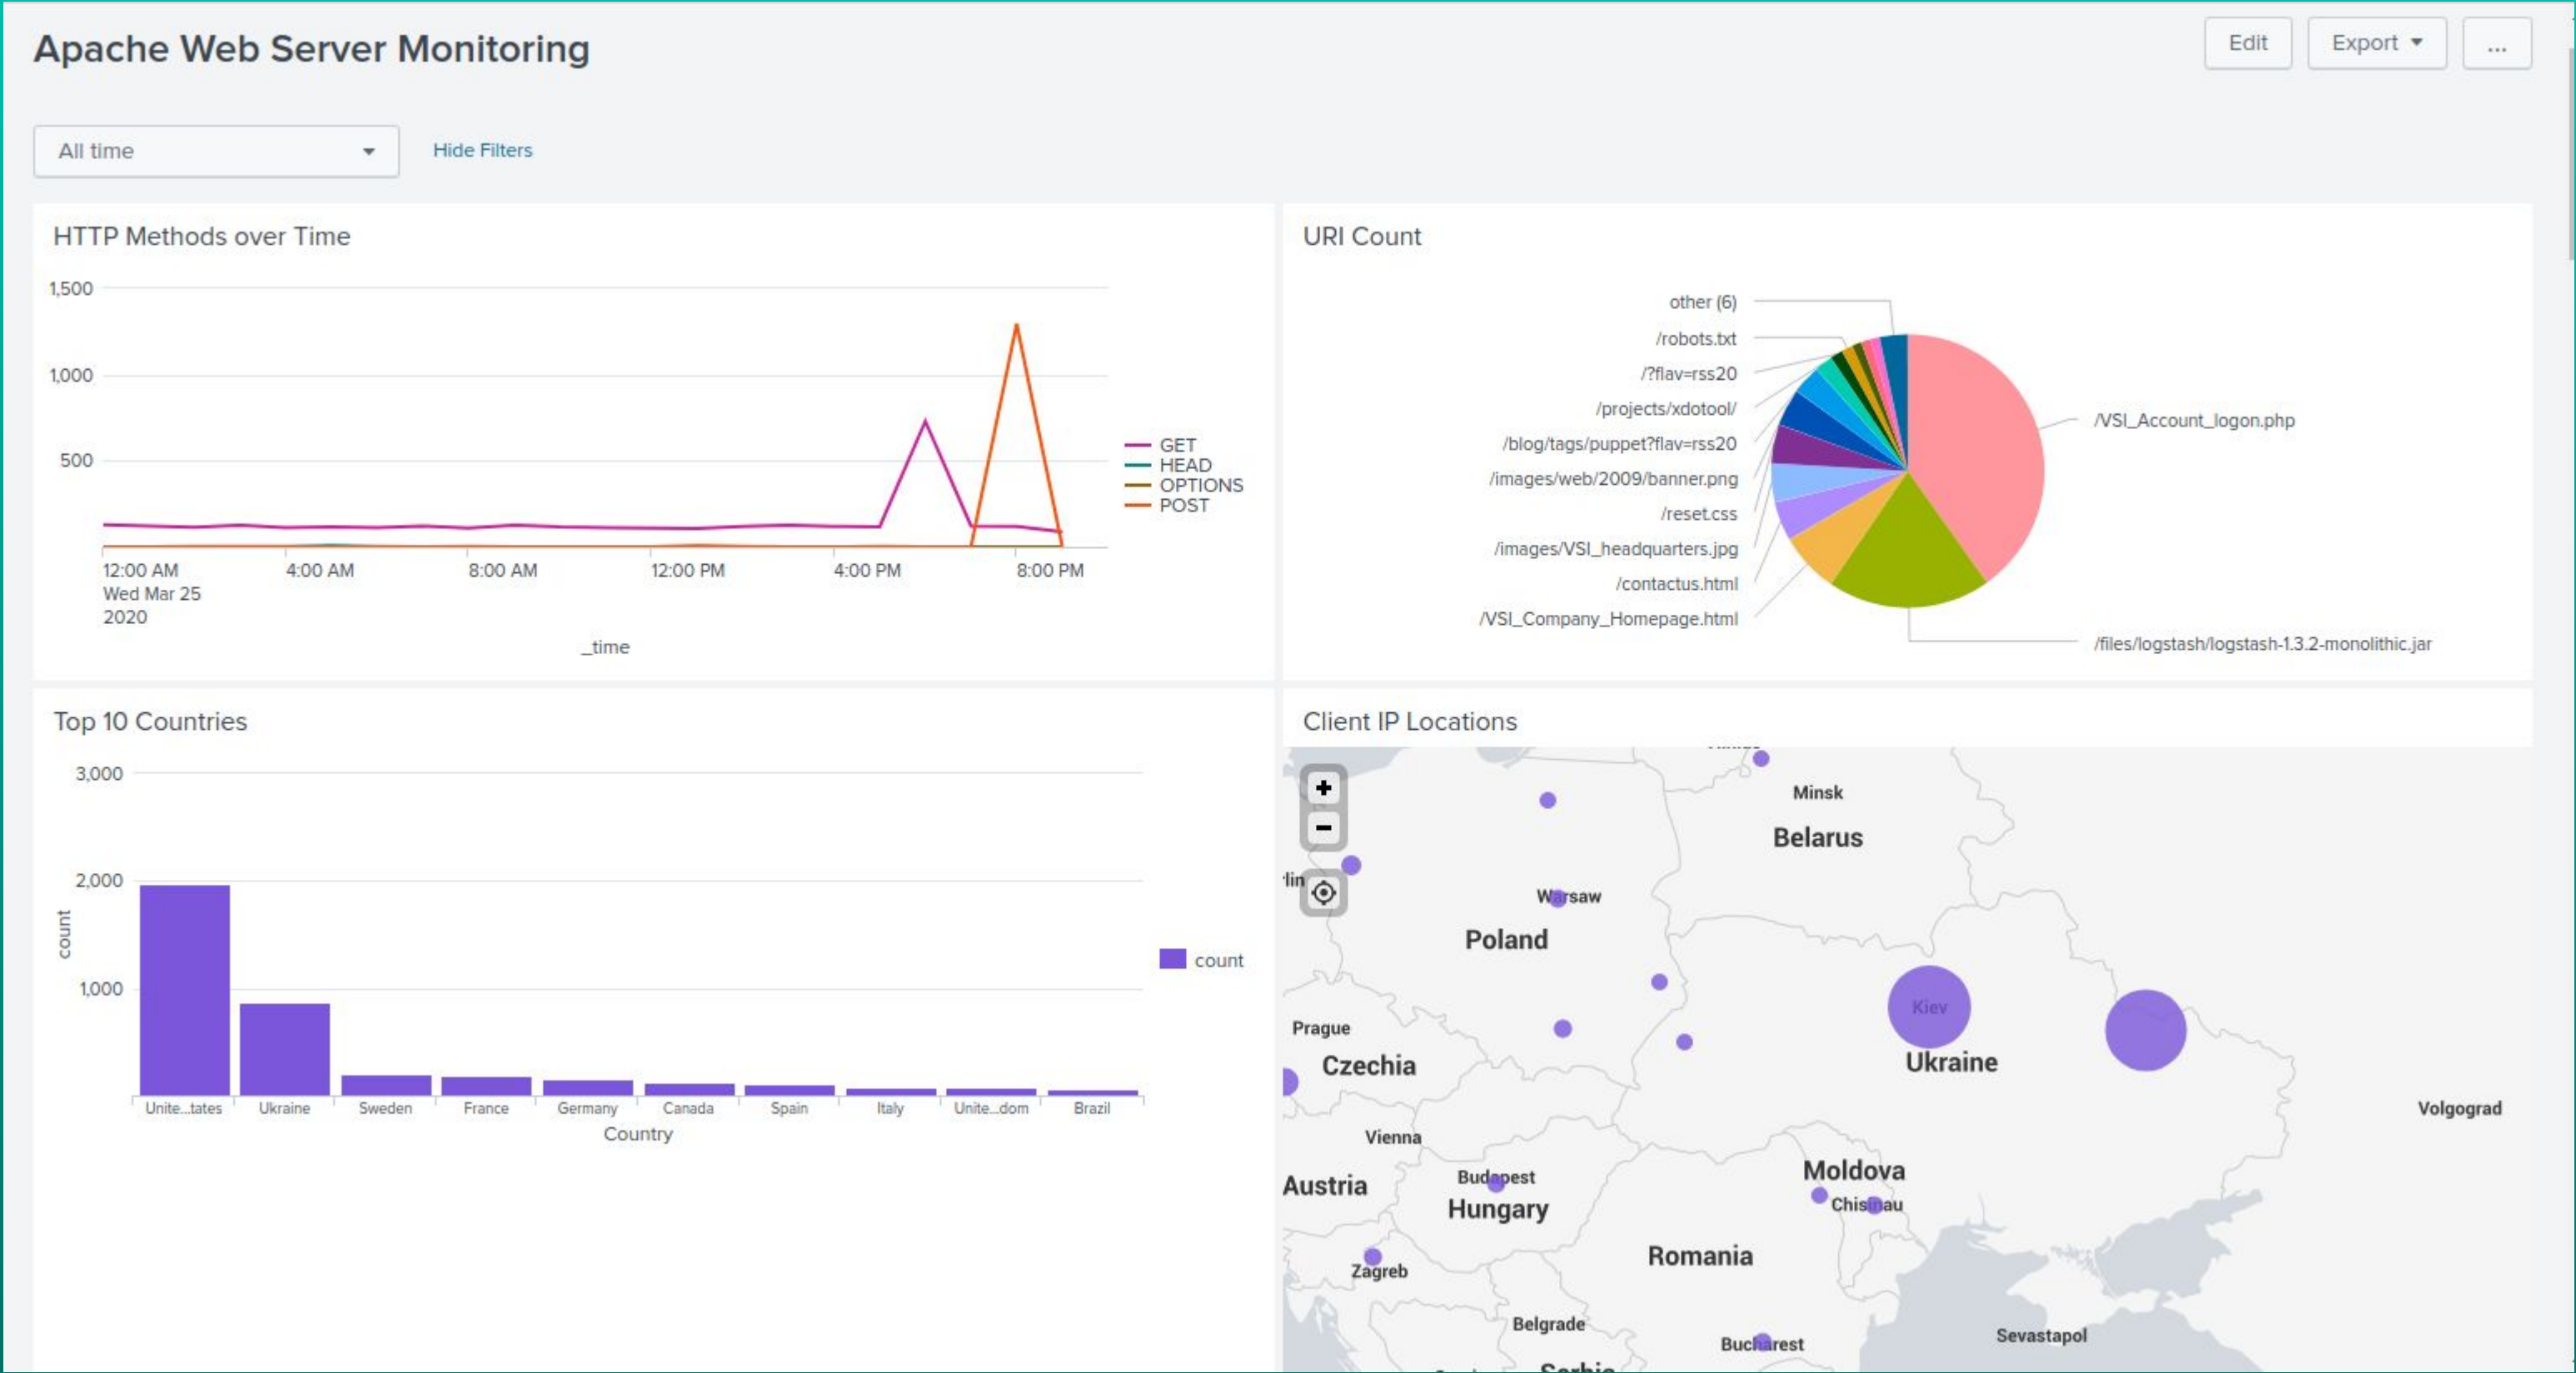 Apache Web Server Monitoring
Edit
Export
...
All time
Hide Filters
HTTP Methods over Time
1,500
1,000
500
GET
HEAD
OPTIONS
POST
12:00 AM
Wed Mar 25
2020
4:00 AM
8:00 AM
12:00 PM
4:00 PM
8:00 PM
_time
URI Count
other (6)
/robots.txt
/?flav=rss20
/projects/xdotool/
/blog/tags/puppet?flav=rss20
/images/web/2009/banner.png
/reset.css
/images/VSI_headquarters.jpg
/contactus.html
/VSI_Company_Homepage.html
/VSI_Account_logon.php
/files/logstash/logstash-1.3.2-monolithic.jar
Top 10 Countries
3,000
2,000
1,000
count
count
Unite...tates
Ukraine
Sweden
France
Germany
Canada
Spain
Italy
Unite...dom
Brazil
Country
Client IP Locations
+
−
Minsk
Belarus
Warsaw
Poland
Kiev
Ukraine
Prague
Czechia
Volgograd
Vienna
Austria
Budapest
Hungary
Moldova
Chisinau
Romania
Zagreb
Belgrade
Bucharest
Sevastapol